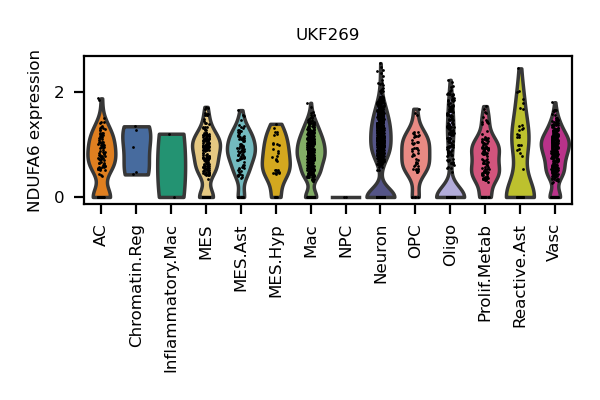 UKF269
NDUFA6 expression
2
0
AC
Chromatin.Reg
Inflammatory.Mac
MES
MES.Ast
MES.Hyp
Mac
NPC
Neuron
OPC
Oligo
Prolif.Metab
Reactive.Ast
Vasc